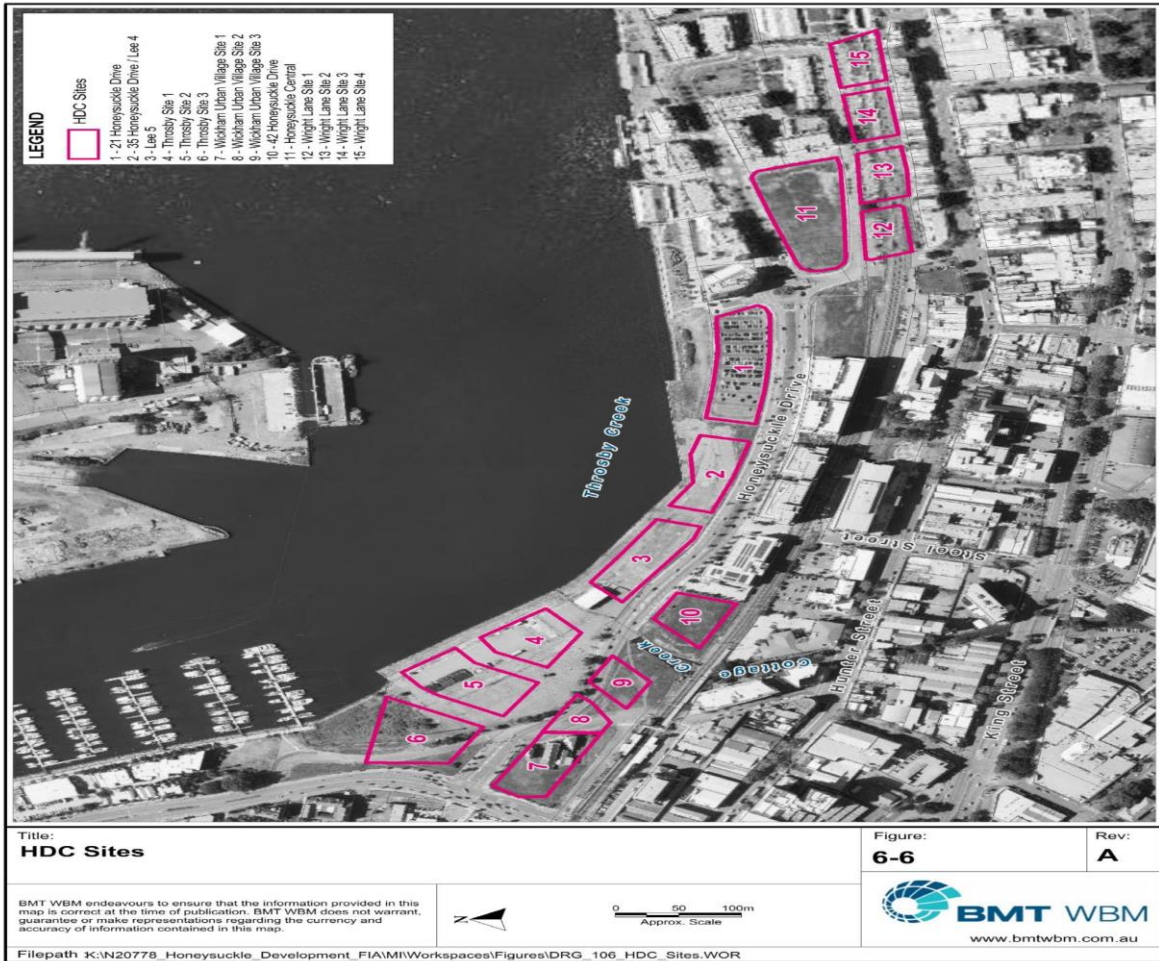 LEGEND
HDC Sites
1 - 21 Honeysuckle Drive
2 - 35 Honeysuckle Drive / Lee 4
3 - Lee 5
4 - Throsby Site 1
5 - Throsby Site 2
6 - Throsby Site 3
7 - Wickham Urban Village Site 1
8 - Wickham Urban Village Site 2
9 - Wickham Urban Village Site 3
10 - 42 Honeysuckle Drive
11 - Honeysuckle Central
12 - Wright Lane Site 1
13 - Wright Lane Site 2
14 - Wright Lane Site 3
15 - Wright Lane Site 4
15
14
13
12
11
1
2
3
4
5
6
7
8
9
10
Throsby Creek
Honeysuckle Drive
Cottage Creek
Steel Street
Hunter Street
King Street
Title:
HDC Sites
Figure:
6-6
Rev:
A
BMT WBM endeavours to ensure that the information provided in this
map is correct at the time of publication. BMT WBM does not warrant,
guarantee or make representations regarding the currency and
accuracy of information contained in this map.
N
0 50 100m
Approx. Scale
BMT WBM
www.bmtwbm.com.au
Filepath K:\N20778_Honeysuckle_Development_FIA\MI\Workspaces\Figures\DRG_106_HDC_Sites.WOR